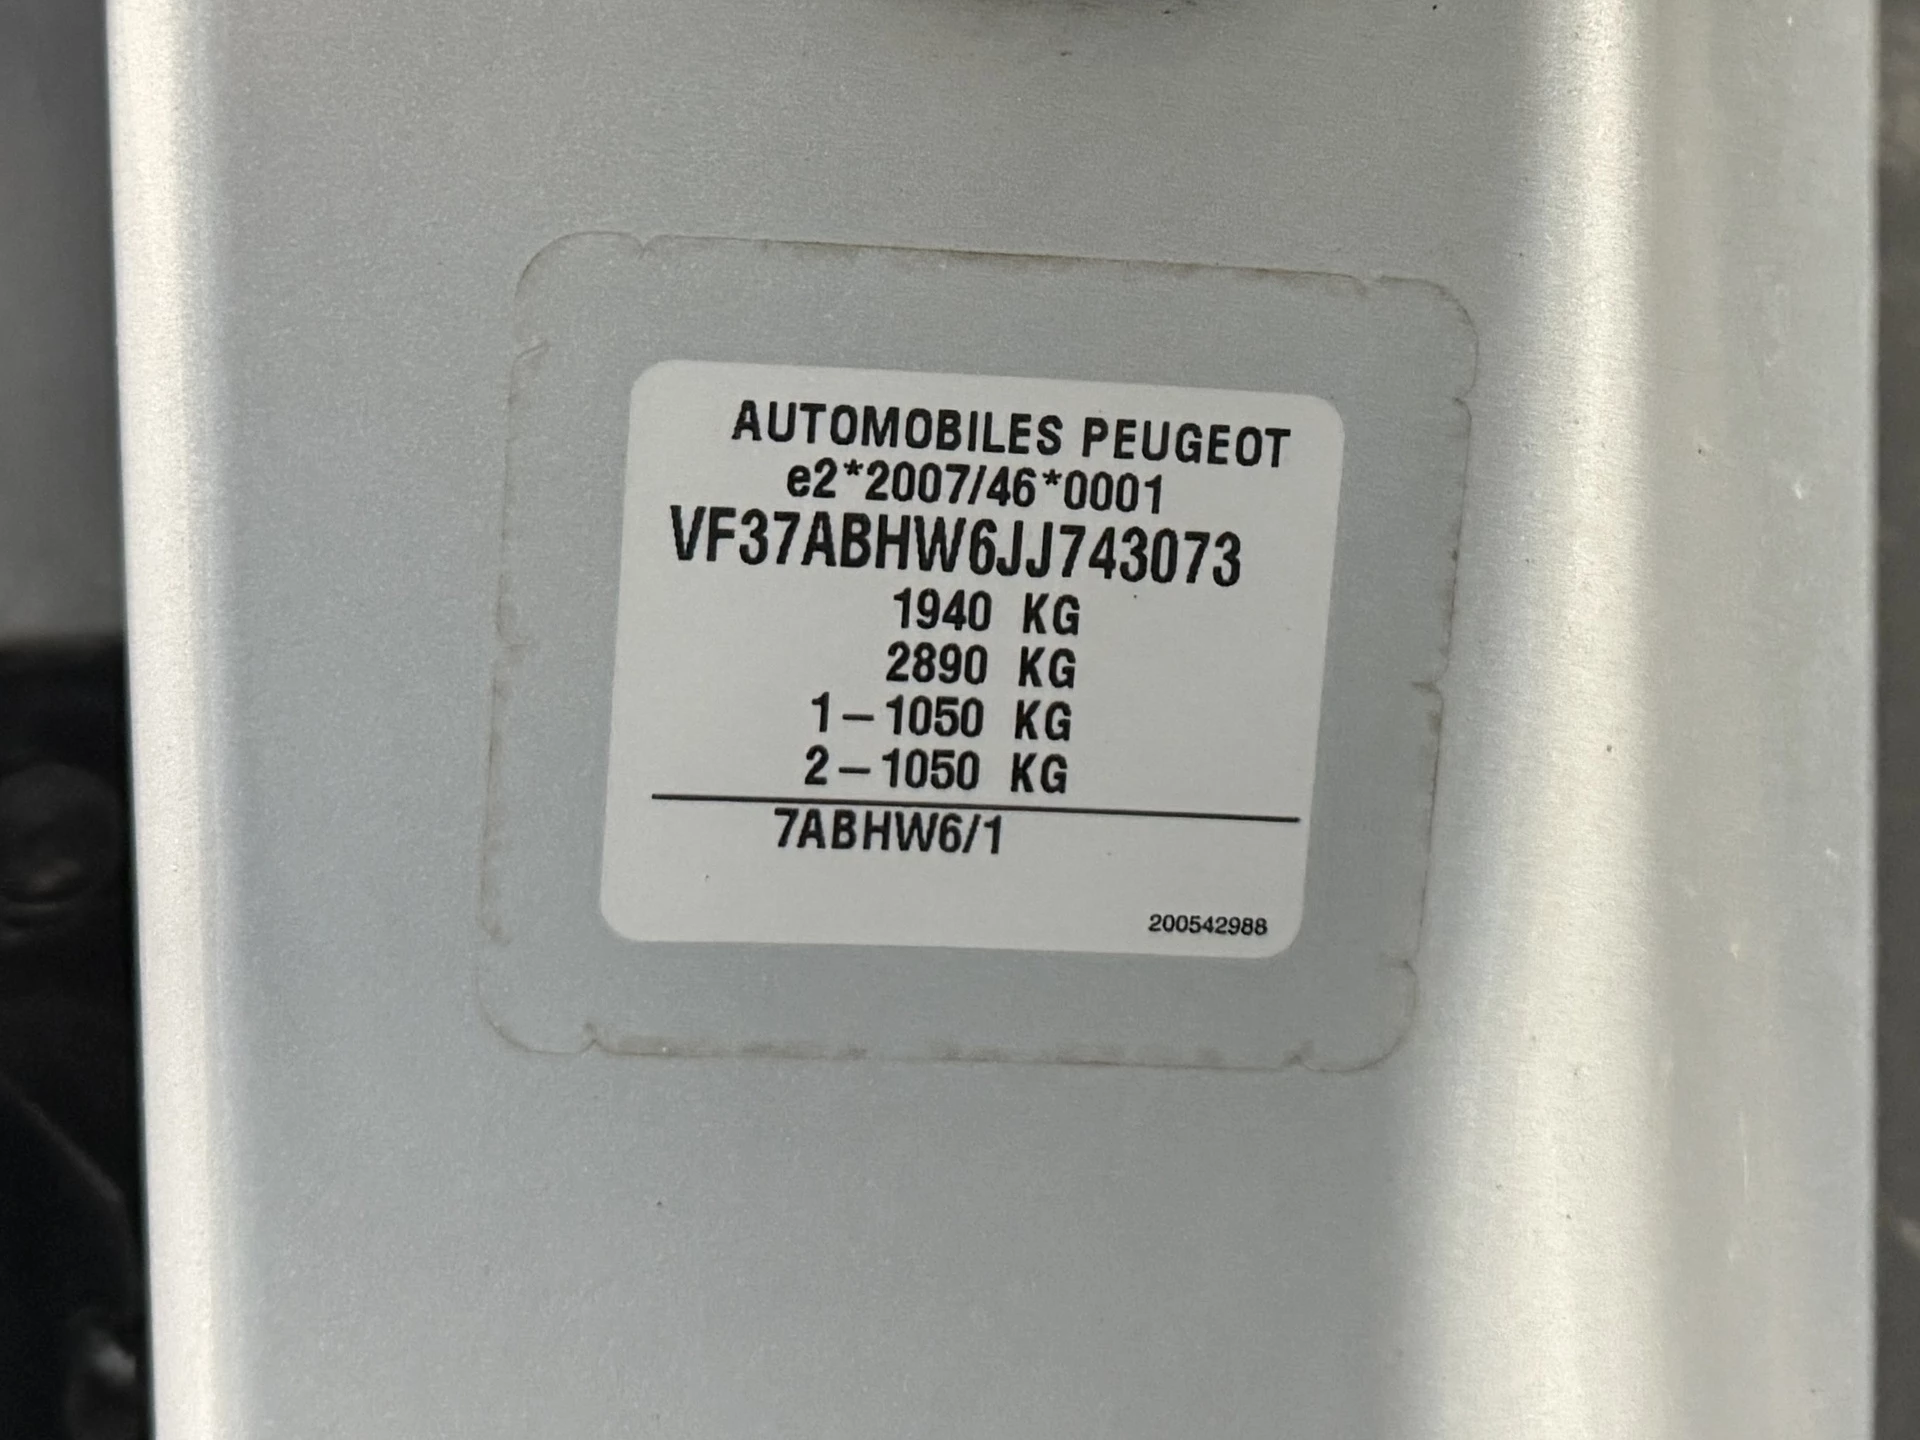 AUTOMOBILES PEUGEOT
e2*2007/46*0001
VF37ABHW6JJ743073
1940 KG
2890 KG
1–1050 KG
2–1050 KG
7ABHW6/1
200542988